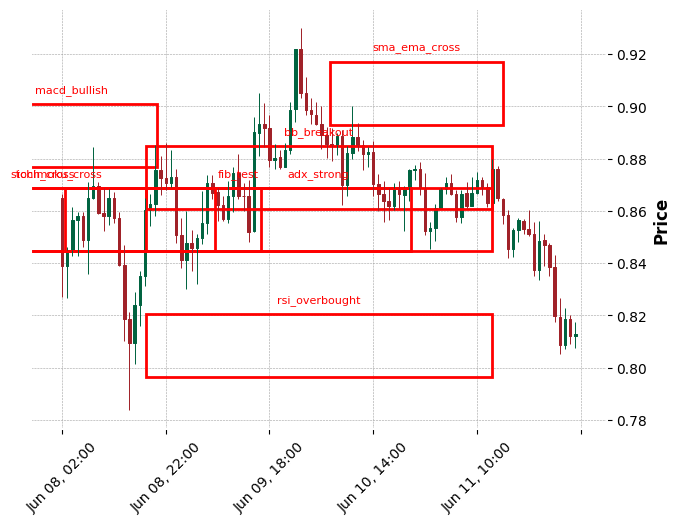 sma_ema_cross
macd_bullish
bb_breakout
fib_resc
adx_strong
rsi_overbought
0.92
0.90
0.88
0.86
0.84
0.82
0.80
0.78
Price
Jun 08, 02:00
Jun 08, 22:00
Jun 09, 18:00
Jun 10, 14:00
Jun 11, 10:00